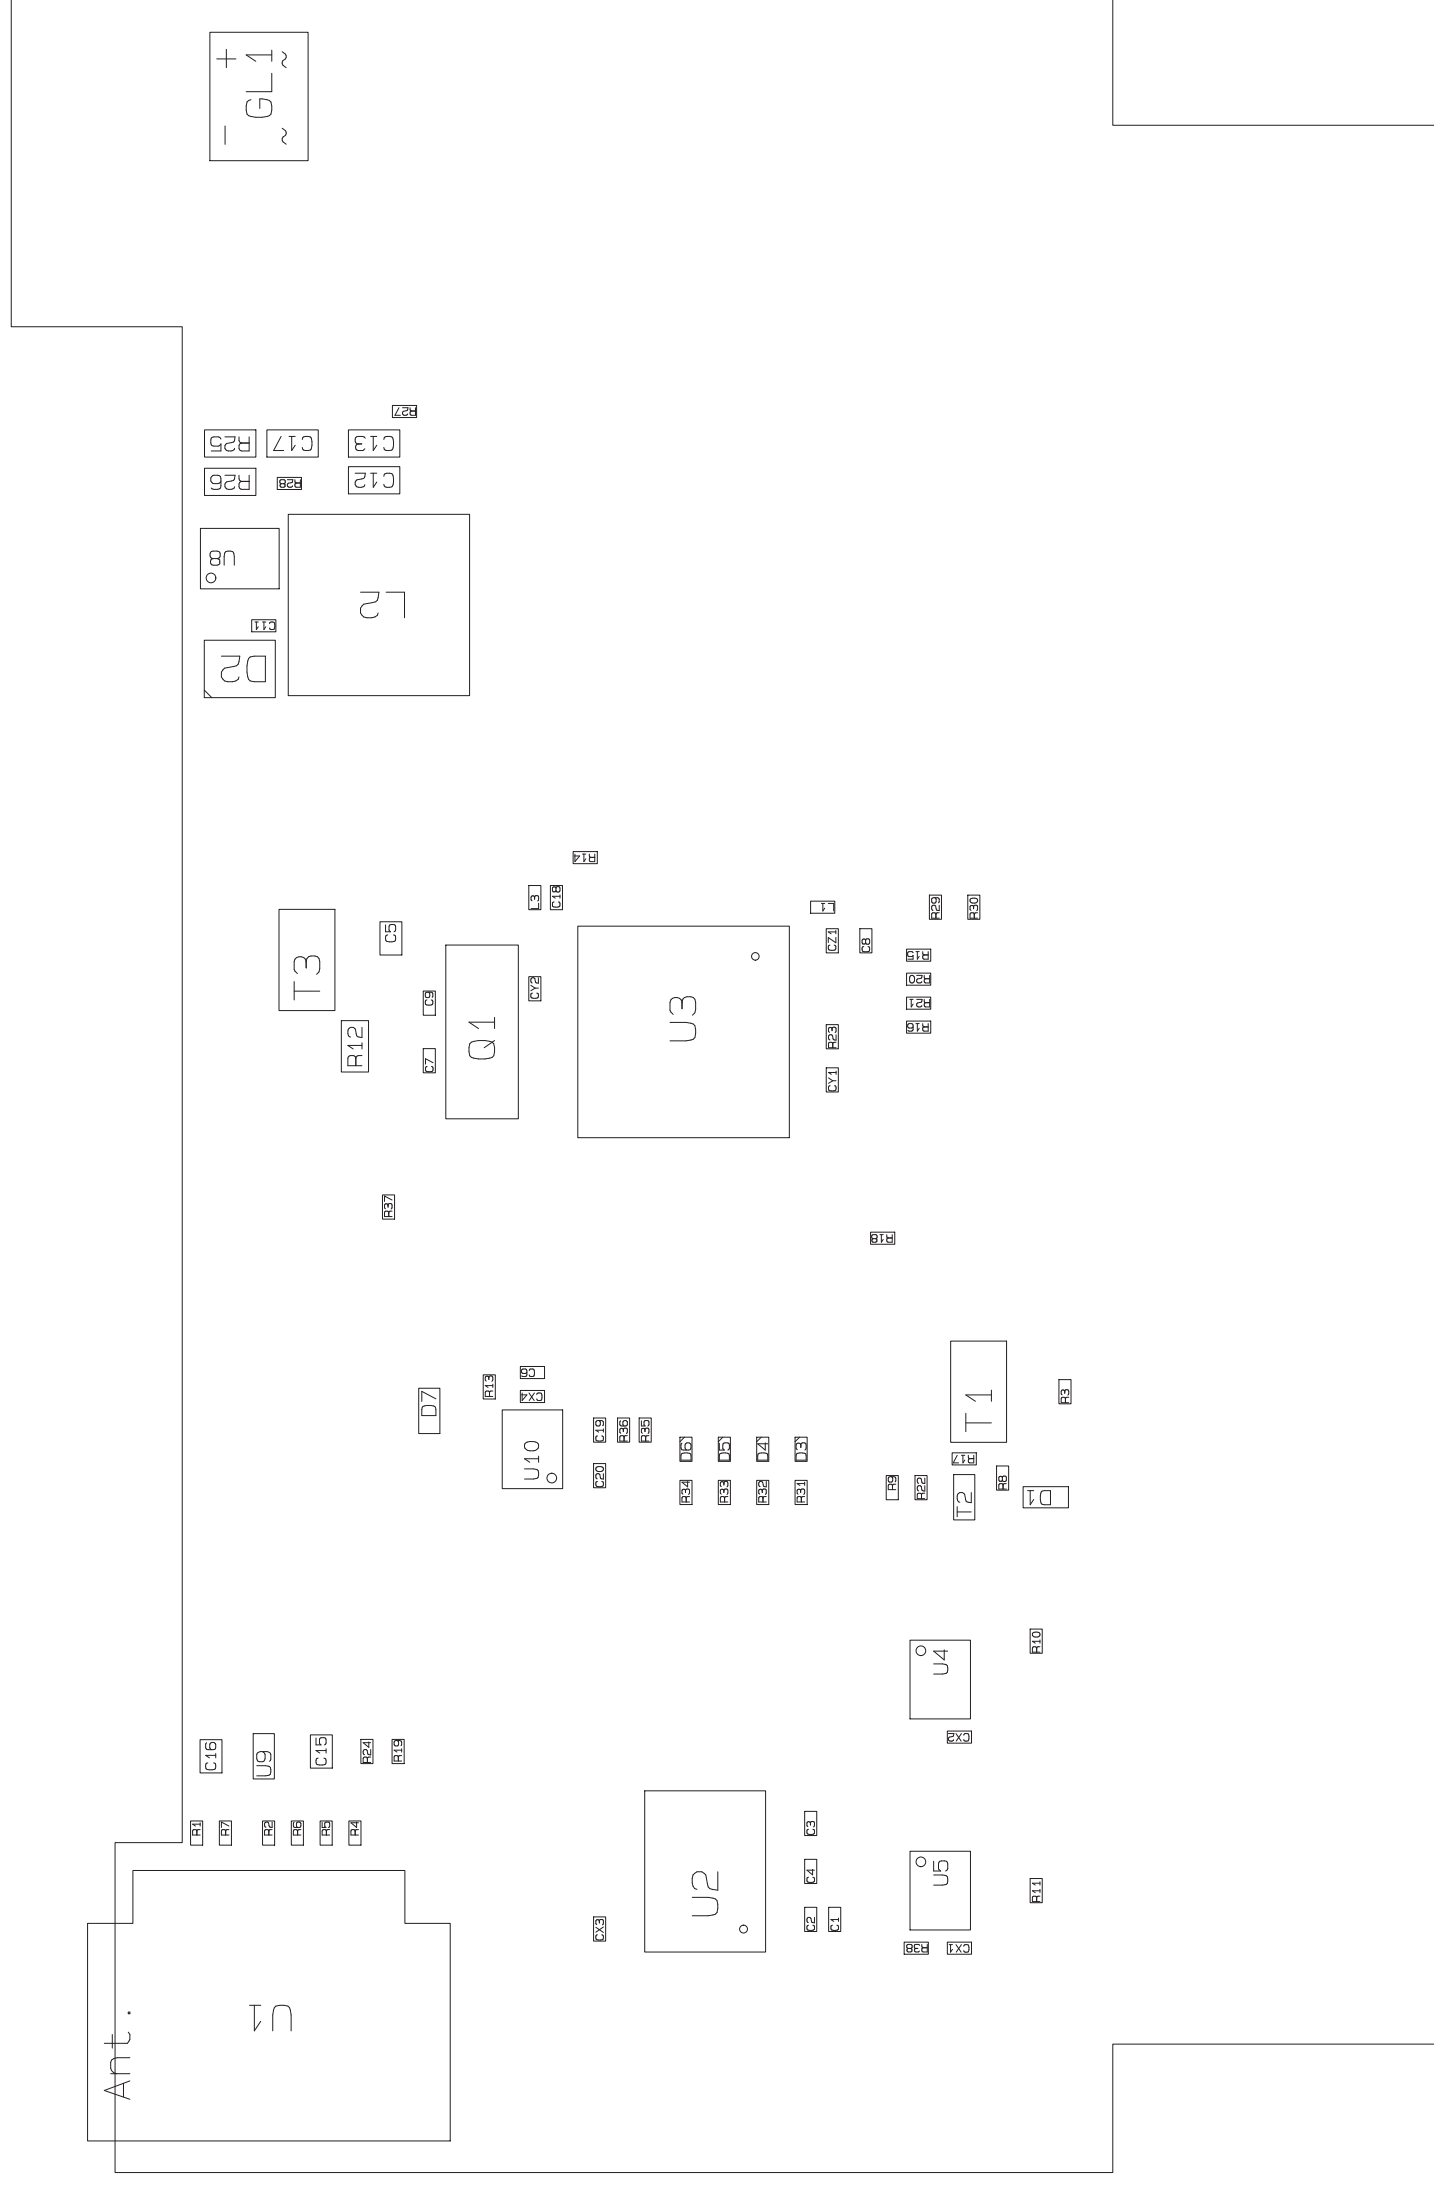 + GL1 ~
- ~
R27
R25 C17 C13
R26 R28 C12
U8
L2
C11
D2
R14
L3 C18
L1 R29 R30
T3 C5 CZ1 C8
R15
CY2 R20
C9 R21
U3
R12 C7 Q1 R23 R16
CY1
R37
R18
C6
R13 CX4 T1 R3
D7
C19 R36 R35
D6 D5 D4 D3
U10 C20 R17
R34 R33 R32 R31 R9 R22 T2 R8 D1
R10
U4
CX2
C16 U9 C15 R24 R19
R1 R7 R2 R6 R5 R4 C3
C4 U5
U2 R11
CX3 C2 C1
R38 CX1
U1
Ant.